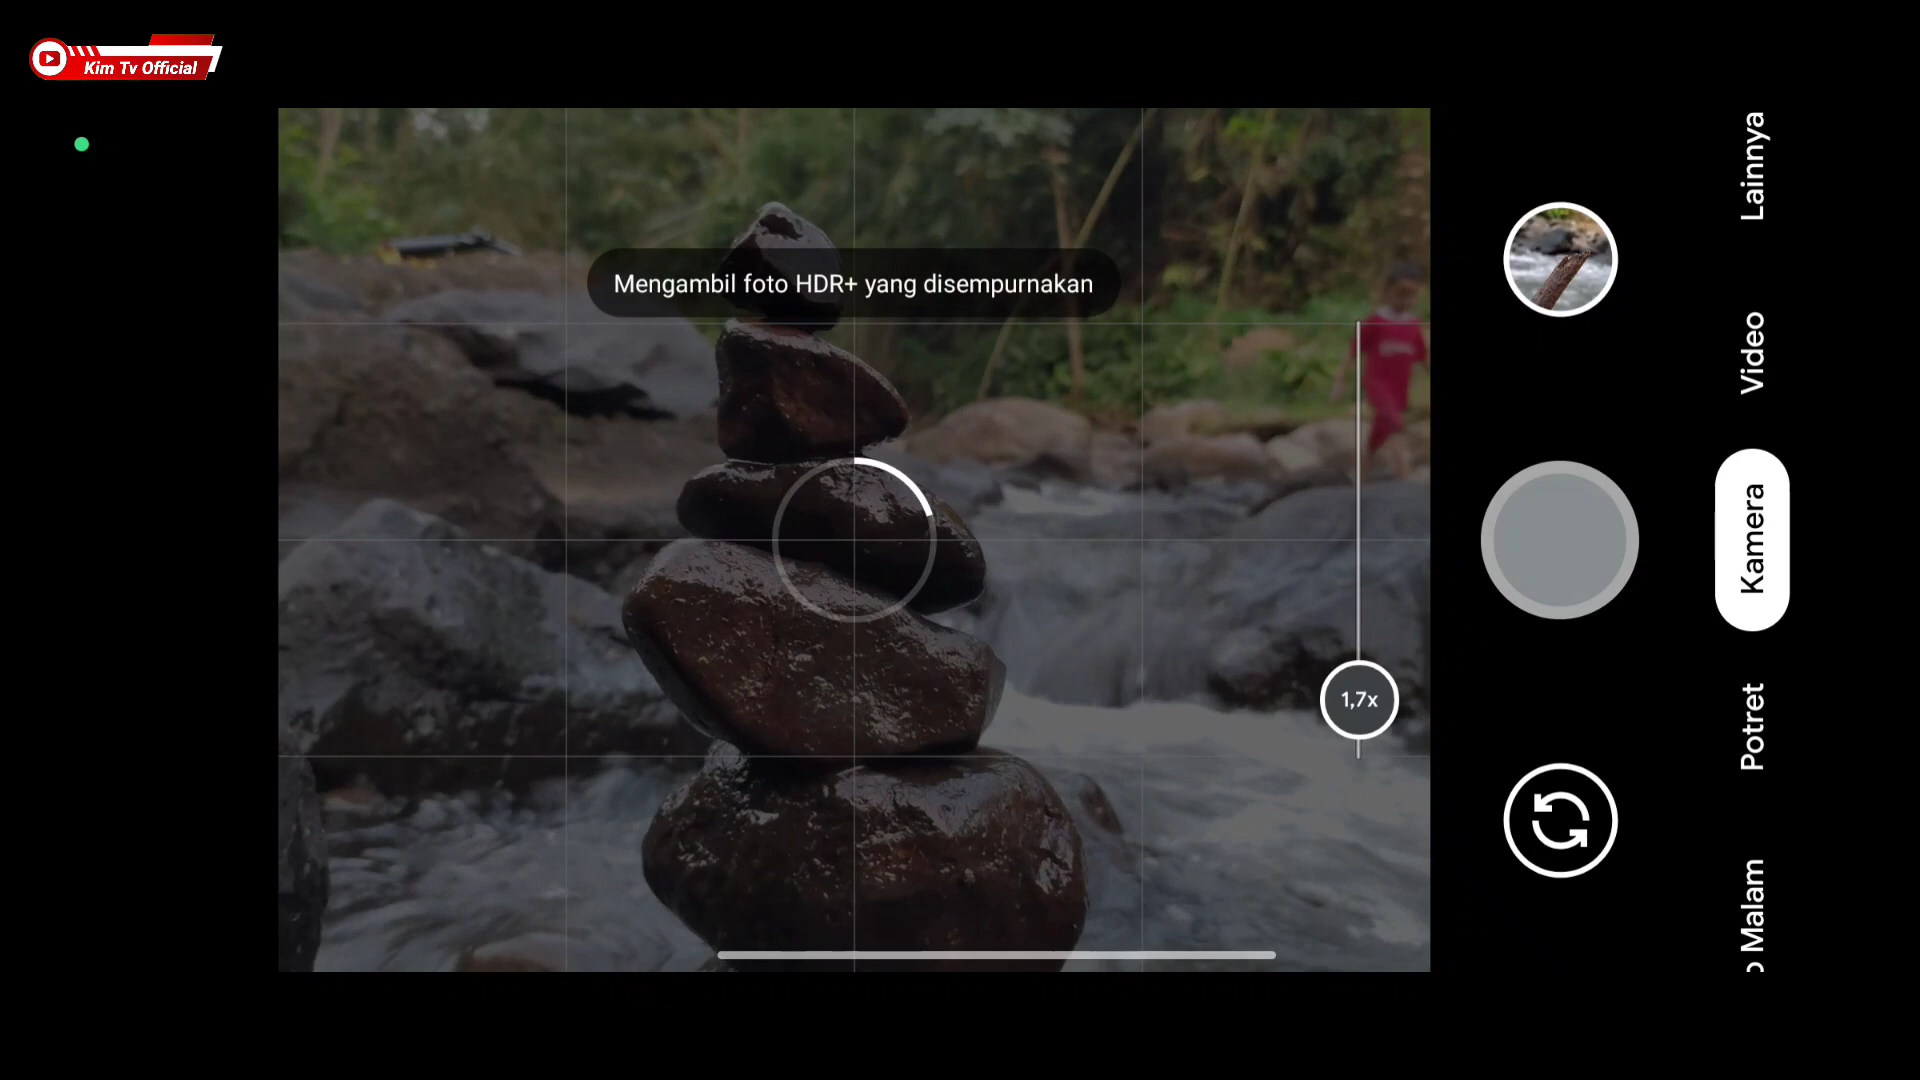 Kim Tv Official
Mengambil foto HDR+ yang disempurnakan
1,7x
Lainnya
Video
Kamera
Potret
Malam